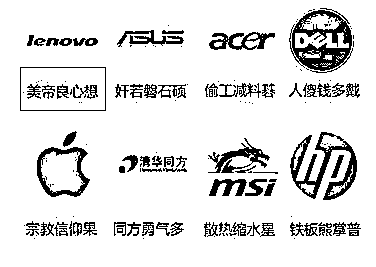 lenovo ASUS acer DELL
美帝良心想 奸若磐石硕 偷工减料碁 人傻钱多戴
清华同方 msi hp
宗教信仰果 同方勇气多 散热缩水星 铁板熊掌普